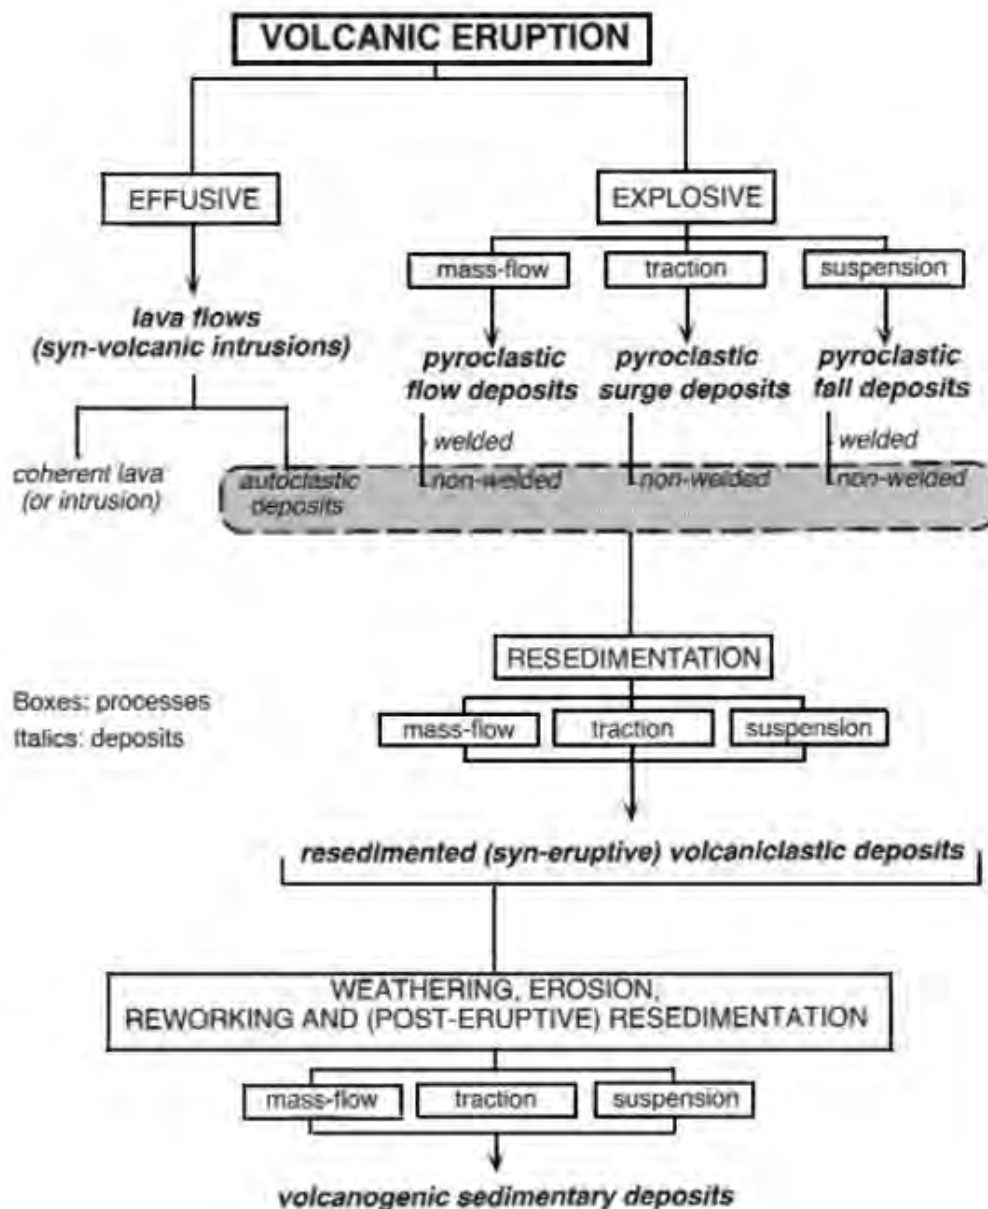 VOLCANIC ERUPTION
EFFUSIVE
EXPLOSIVE
mass-flow
traction
suspension
lava flows
(syn-volcanic intrusions)
pyroclastic
flow deposits
pyroclastic
surge deposits
pyroclastic
fall deposits
welded
welded
coherent lava
(or intrusion)
autoclastic
deposits
non-welded
non-welded
non-welded
RESEDIMENTATION
Boxes: processes
Italics: deposits
mass-flow
traction
suspension
resedimented (syn-eruptive) volcaniclastic deposits
WEATHERING, EROSION,
REWORKING AND (POST-ERUPTIVE) RESEDIMENTATION
mass-flow
traction
suspension
volcanogenic sedimentary deposits